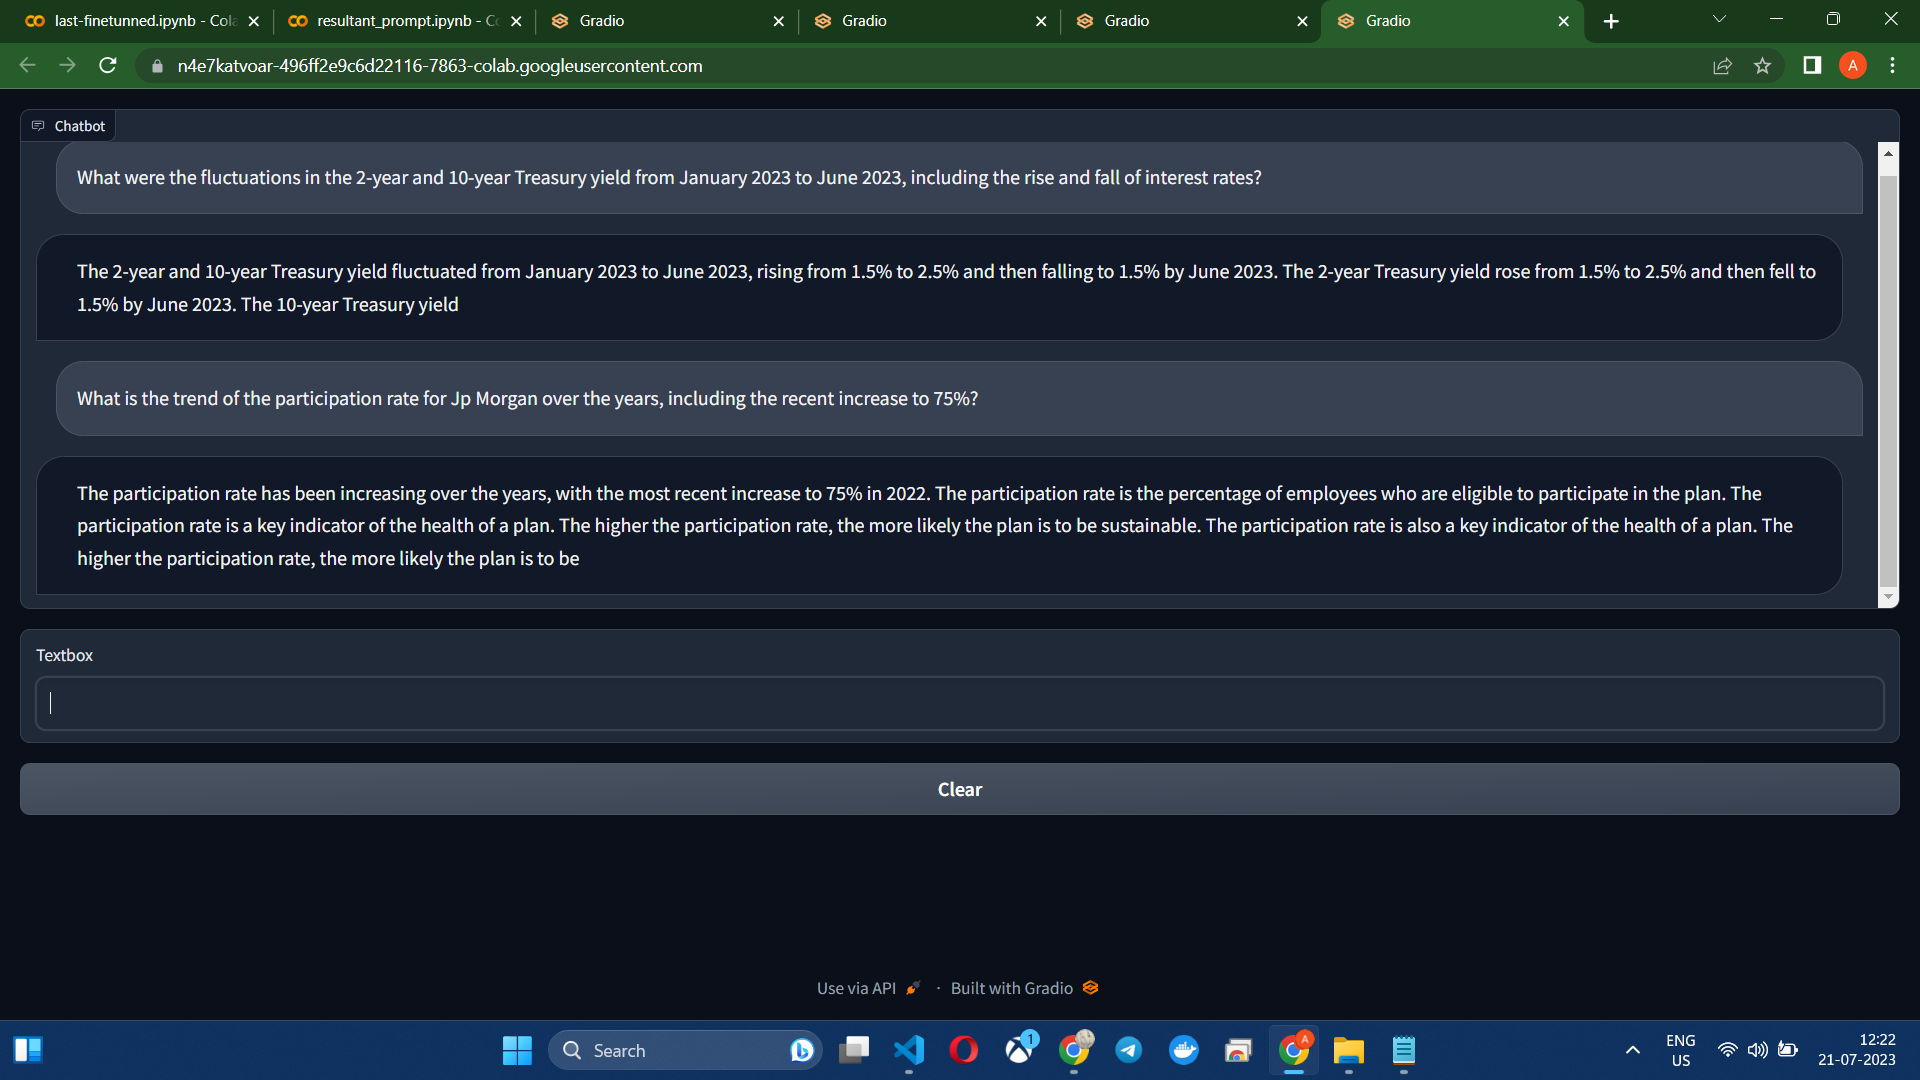 last-finetunned.ipynb - Cola
resultant_prompt.ipynb - Co
Gradio
Gradio
Gradio
Gradio
n4e7katvoar-496ff2e9c6d22116-7863-colab.googleusercontent.com
A
Chatbot
What were the fluctuations in the 2-year and 10-year Treasury yield from January 2023 to June 2023, including the rise and fall of interest rates?
The 2-year and 10-year Treasury yield fluctuated from January 2023 to June 2023, rising from 1.5% to 2.5% and then falling to 1.5% by June 2023. The 2-year Treasury yield rose from 1.5% to 2.5% and then fell to
1.5% by June 2023. The 10-year Treasury yield
What is the trend of the participation rate for Jp Morgan over the years, including the recent increase to 75%?
The participation rate has been increasing over the years, with the most recent increase to 75% in 2022. The participation rate is the percentage of employees who are eligible to participate in the plan. The
participation rate is a key indicator of the health of a plan. The higher the participation rate, the more likely the plan is to be sustainable. The participation rate is also a key indicator of the health of a plan. The
higher the participation rate, the more likely the plan is to be
Textbox
Clear
Use via API · Built with Gradio
Search
1
A
ENG
US
12:22
21-07-2023